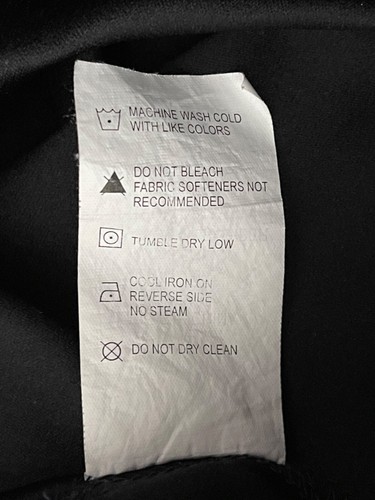 MACHINE WASH COLD
WITH LIKE COLORS
DO NOT BLEACH
FABRIC SOFTENERS NOT
RECOMMENDED
TUMBLE DRY LOW
COOL IRON ON
REVERSE SIDE
NO STEAM
DO NOT DRY CLEAN